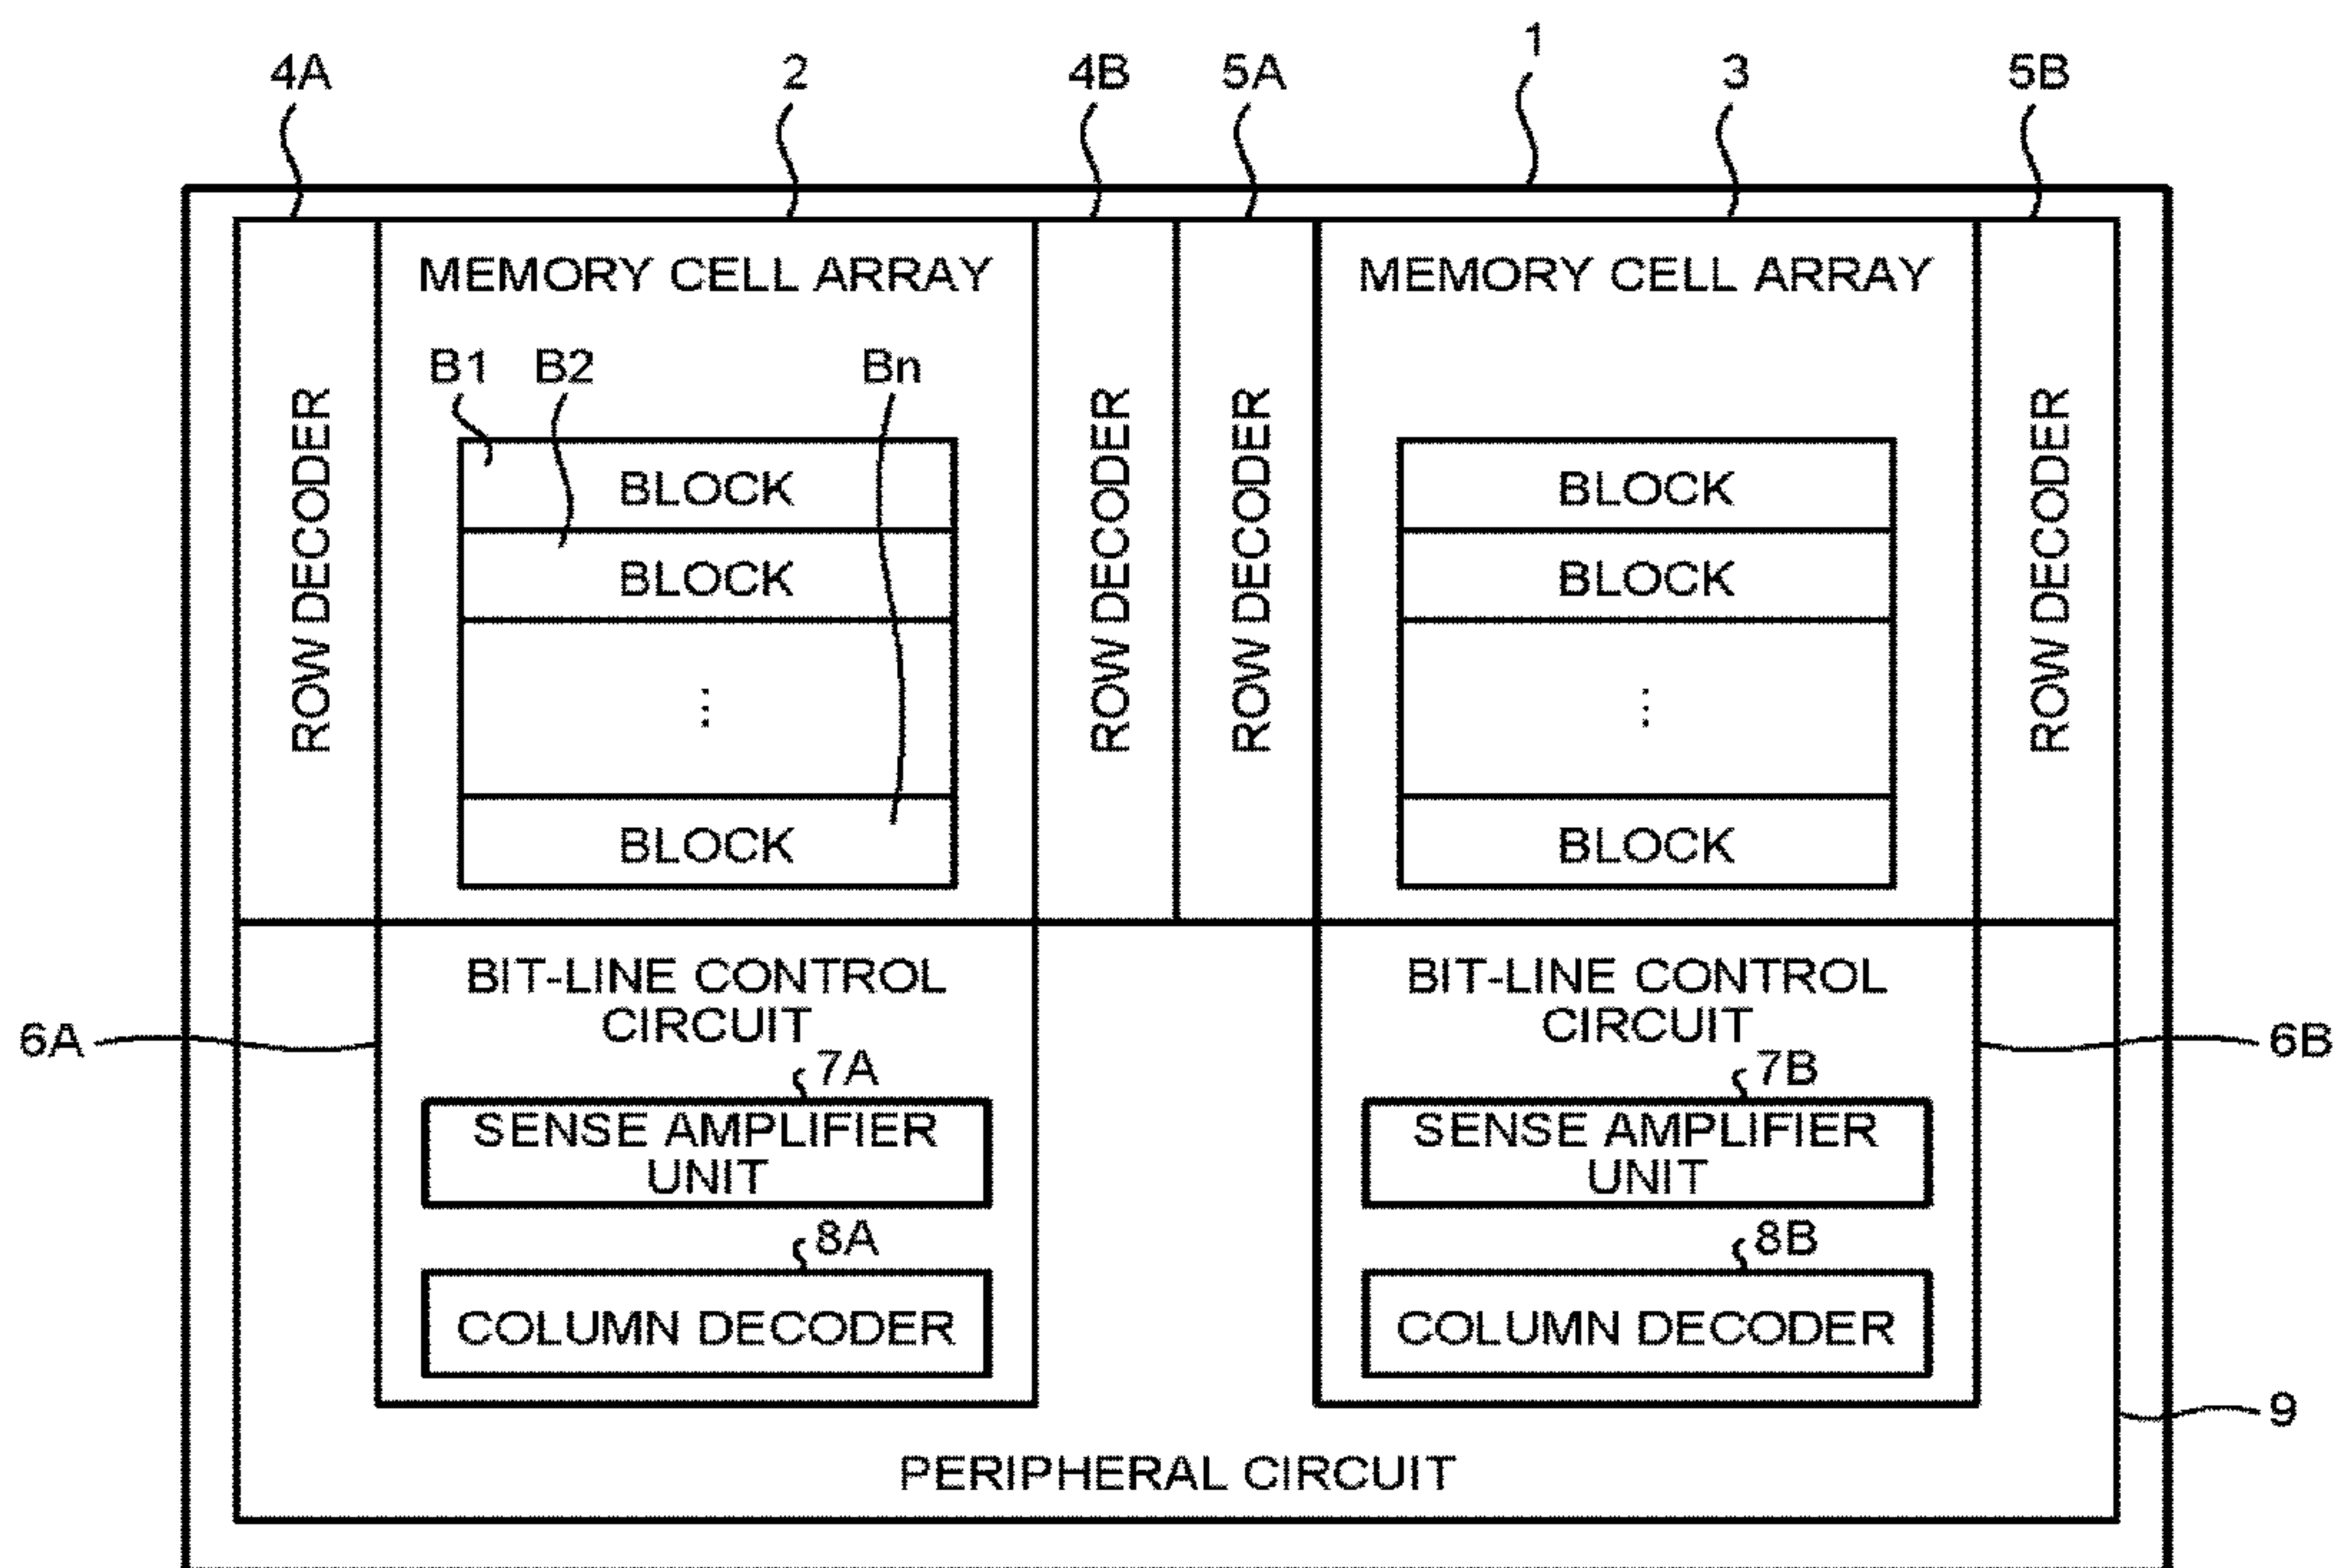 1
4A 2 4B 5A 3 5B
MEMORY CELL ARRAY
MEMORY CELL ARRAY
B1 B2 Bn
ROW DECODER
BLOCK
BLOCK
⋮
BLOCK
ROW DECODER
ROW DECODER
BLOCK
BLOCK
⋮
BLOCK
ROW DECODER
6A
BIT-LINE CONTROL
CIRCUIT
7A
SENSE AMPLIFIER
UNIT
8A
COLUMN DECODER
BIT-LINE CONTROL
CIRCUIT
6B
7B
SENSE AMPLIFIER
UNIT
8B
COLUMN DECODER
9
PERIPHERAL CIRCUIT